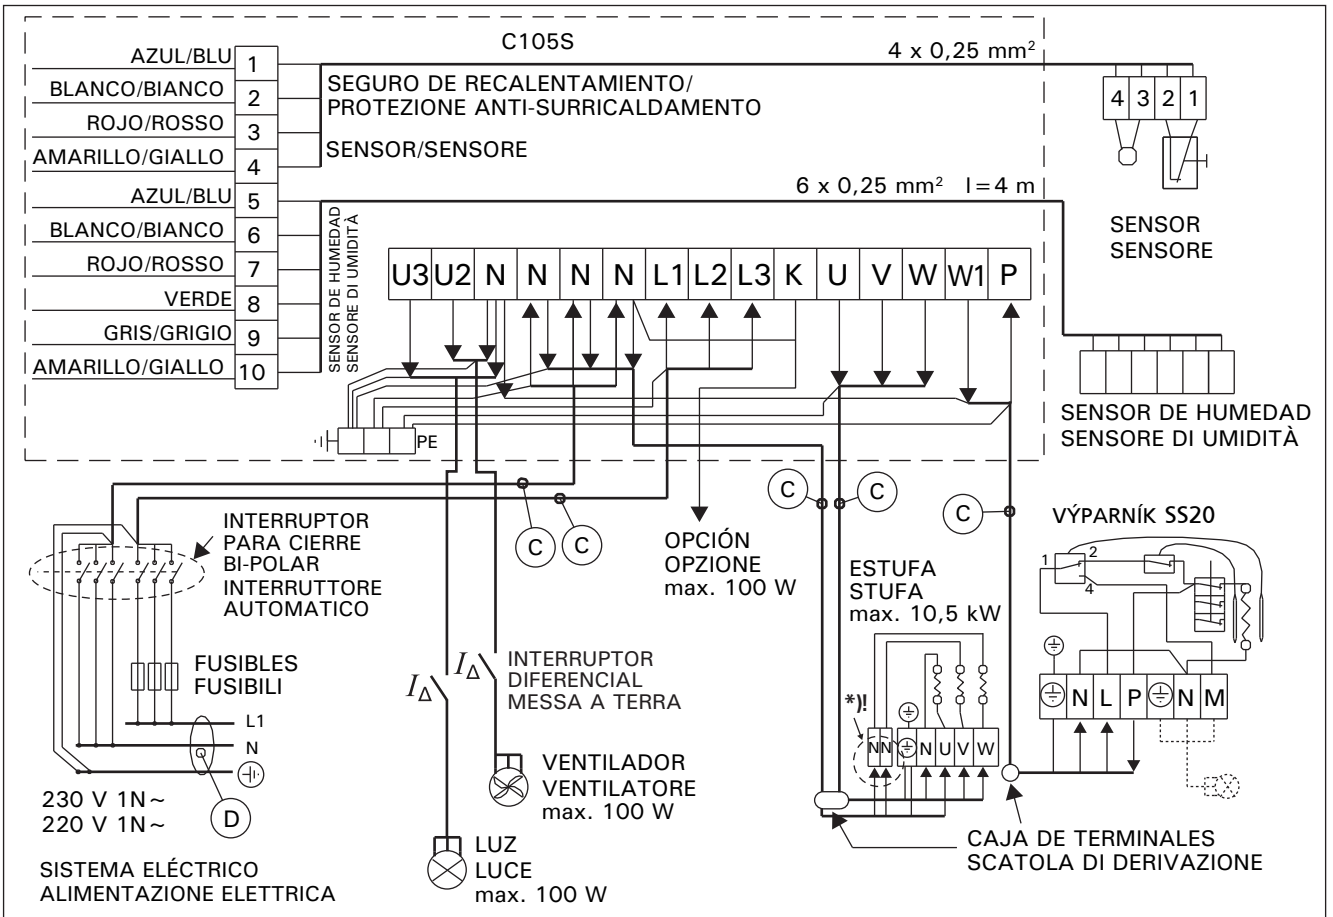 C105S
4 x 0,25 mm²
AZUL/BLU 1
BLANCO/BIANCO 2
ROJO/ROSSO 3
AMARILLO/GIALLO 4
AZUL/BLU 5
BLANCO/BIANCO 6
ROJO/ROSSO 7
VERDE 8
GRIS/GRIGIO 9
AMARILLO/GIALLO 10
SEGURO DE RECALENTAMIENTO/
PROTEZIONE ANTI-SURRICALDAMENTO
SENSOR/SENSORE
4 3 2 1
SENSOR
SENSORE
6 x 0,25 mm² l=4 m
SENSOR DE HUMEDAD
SENSORE DI UMIDITÀ
U3 U2 N N N N L1 L2 L3 K U V W W1 P
SENSOR DE HUMEDAD
SENSORE DI UMIDITÀ
PE
C
C
C
C
C
INTERRUPTOR
PARA CIERRE
BI-POLAR
INTERRUTTORE
AUTOMATICO
OPCIÓN
OPZIONE
max. 100 W
ESTUFA
STUFA
max. 10,5 kW
VÝPARNÍK SS20
1 2
4
FUSIBLES
FUSIBILI
I∆
I∆
INTERRUPTOR
DIFERENCIAL
MESSA A TERRA
*)!
N N N U V W
N L P N M
L1
N
D
230 V 1N~
220 V 1N~
VENTILADOR
VENTILATORE
max. 100 W
LUZ
LUCE
max. 100 W
CAJA DE TERMINALES
SCATOLA DI DERIVAZIONE
SISTEMA ELÉCTRICO
ALIMENTAZIONE ELETTRICA